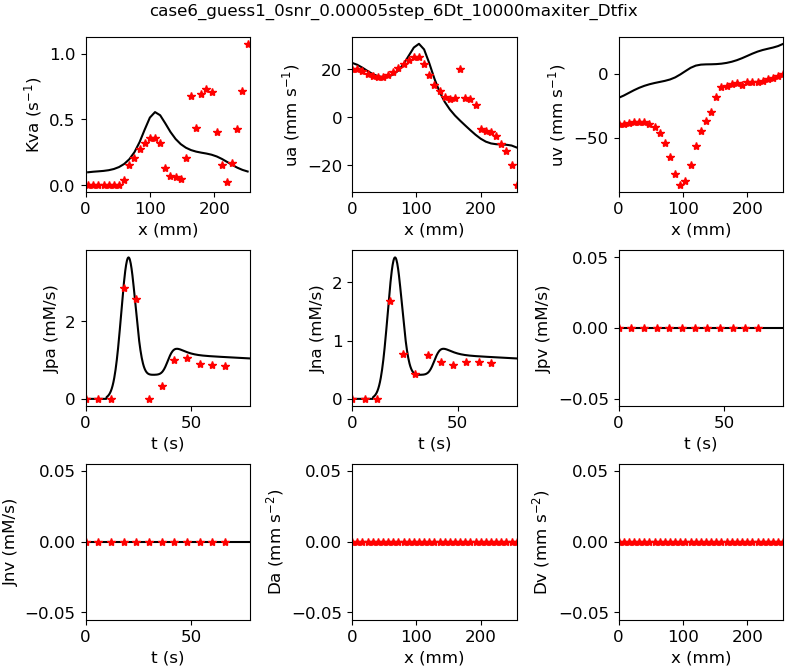 case6_guess1_0snr_0.00005step_6Dt_10000maxiter_Dtfix
Kva (s⁻¹)
1.0
0.5
0.0
0 100 200
x (mm)
ua (mm s⁻¹)
20
0
−20
0 100 200
x (mm)
uv (mm s⁻¹)
0
−50
0 100 200
x (mm)
Jpa (mM/s)
2
0
0 50
t (s)
Jna (mM/s)
2
1
0
0 50
t (s)
Jpv (mM/s)
0.05
0.00
−0.05
0 50
t (s)
Jnv (mM/s)
0.05
0.00
−0.05
0 50
t (s)
Da (mm s⁻²)
0.05
0.00
−0.05
0 100 200
x (mm)
Dv (mm s⁻²)
0.05
0.00
−0.05
0 100 200
x (mm)